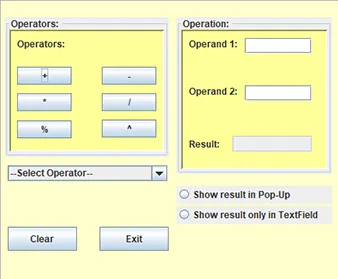 Operators:
Operators:
+ -
* /
% ^
--Select Operator--
Clear Exit
Operation:
Operand 1:
Operand 2:
Result:
Show result in Pop-Up
Show result only in TextField